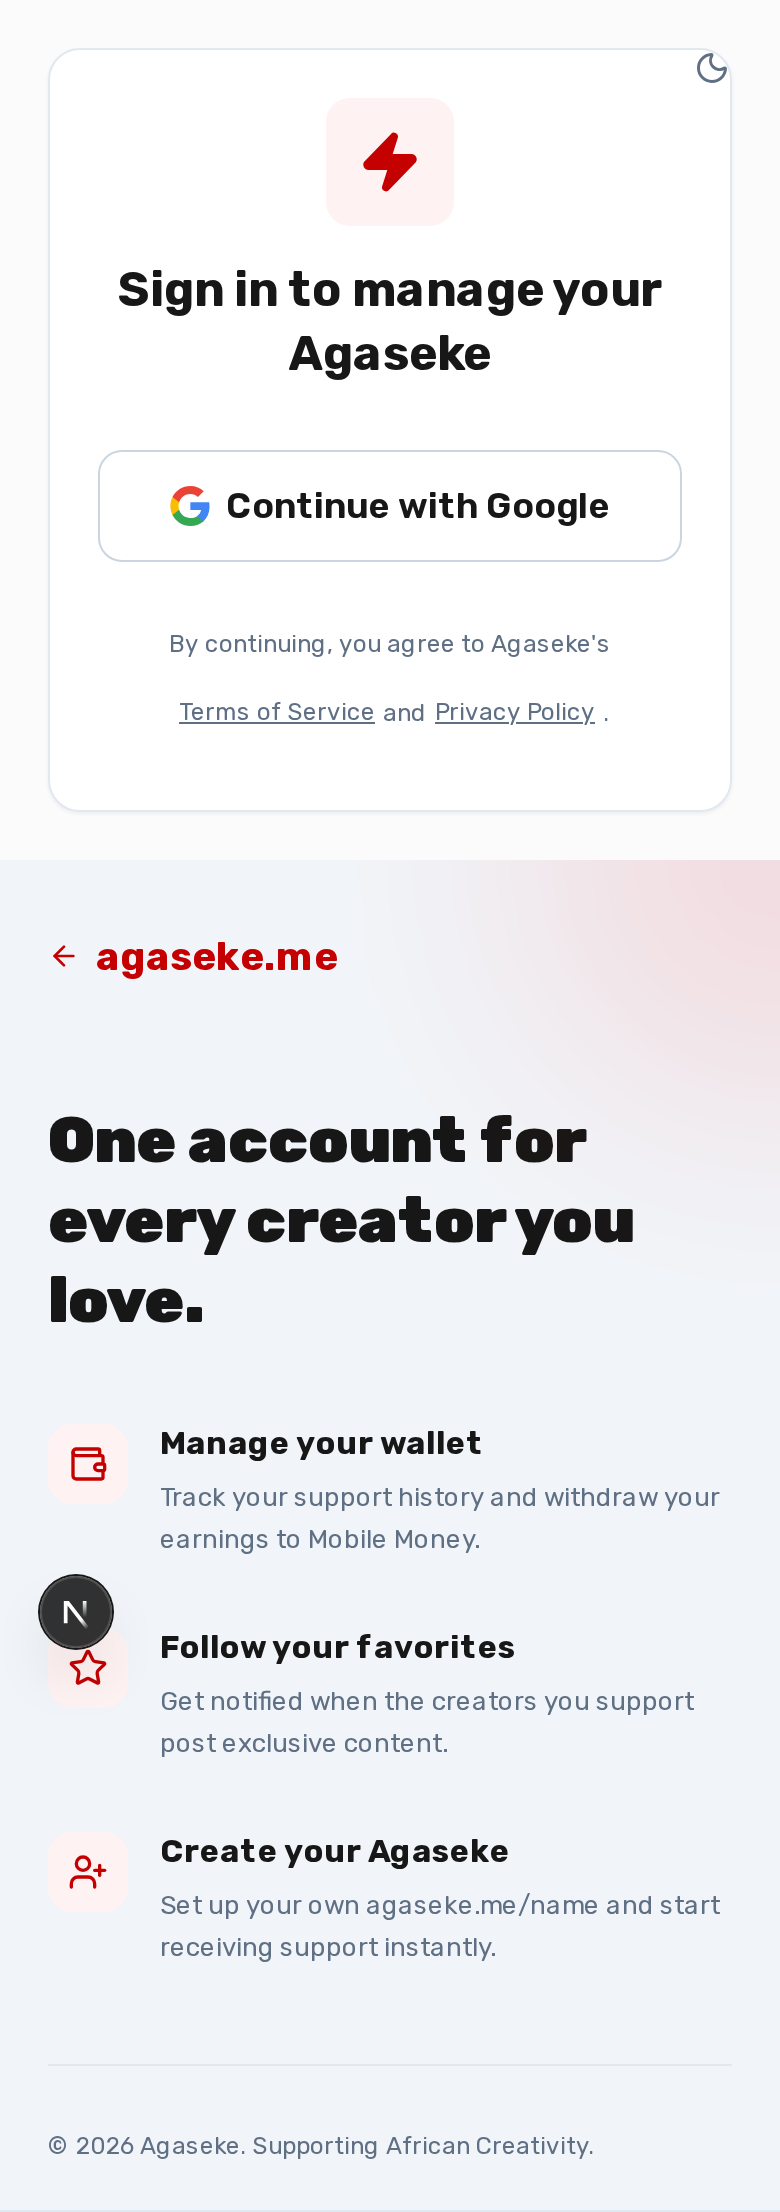 Sign in to manage your
Agaseke
Continue with Google
By continuing, you agree to Agaseke's
Terms of Service and Privacy Policy .
agaseke.me
One account for
every creator you
love.
Manage your wallet
Track your support history and withdraw your
earnings to Mobile Money.
N
Follow your favorites
Get notified when the creators you support
post exclusive content.
Create your Agaseke
Set up your own agaseke.me/name and start
receiving support instantly.
© 2026 Agaseke. Supporting African Creativity.